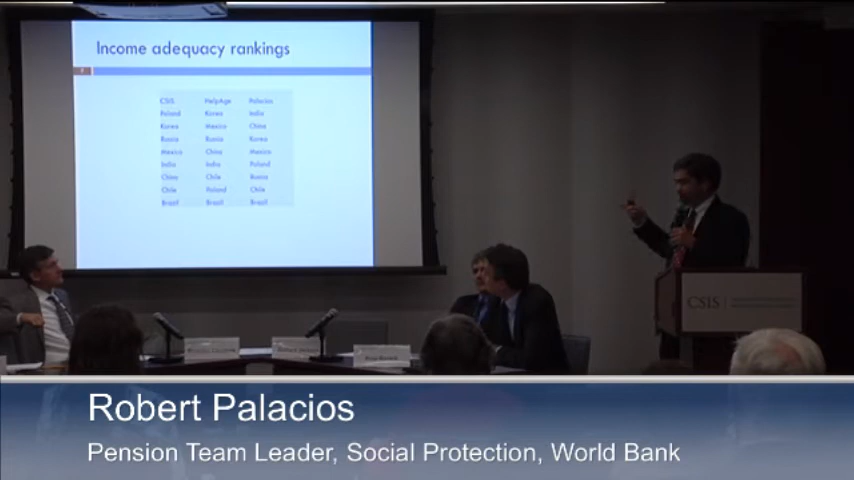 Income adequacy rankings
7
CSIS HelpAge Palacios
Poland Korea India
Korea Mexico China
Russia Russia Korea
Mexico China Mexico
India India Poland
China Chile Russia
Chile Poland Chile
Brazil Brazil Brazil
CSIS
Robert Palacios
Pension Team Leader, Social Protection, World Bank